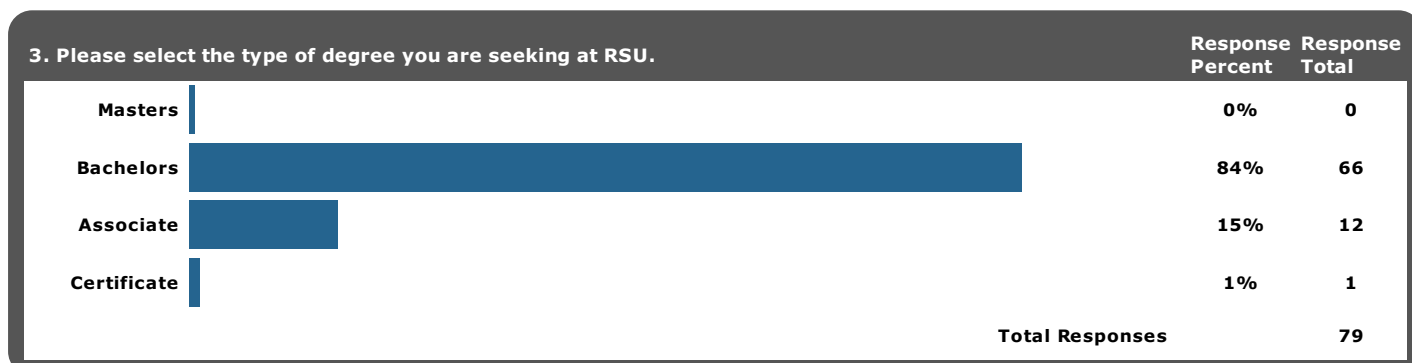 3. Please select the type of degree you are seeking at RSU.
Response Response
Percent Total
Masters 0% 0
Bachelors 84% 66
Associate 15% 12
Certificate 1% 1
Total Responses 79